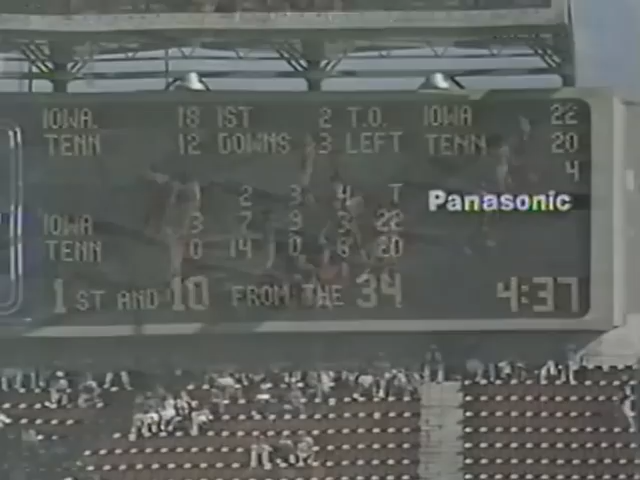 IOWA. 18 1ST 2 T.O. IOWA 22
TENN 12 DOWNS 3 LEFT TENN 20
4
1 2 3 4 T
Panasonic
IOWA 3 7 9 3 22
TENN 0 14 0 6 20
1 ST AND 10 FROM THE 34 4:37